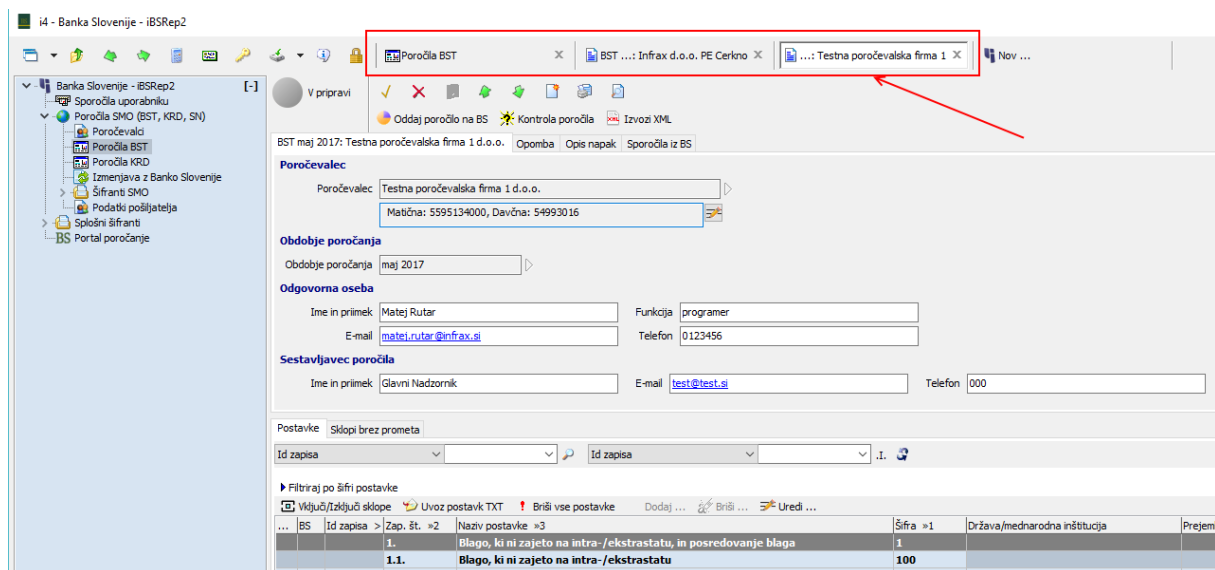 i4 - Banka Slovenije - iBSRep2
Poročila BST X BST ...: Infrax d.o.o. PE Cerkno X ...: Testna poročevalska firma 1 X Nov ...
Banka Slovenije - iBSRep2 [-]
Sporočila uporabniku
Poročila SMO (BST, KRD, SN)
Poročevalci
Poročila BST
Poročila KRD
Izmenjava z Banko Slovenije
Šifranti SMO
Podatki pošiljatelja
Splošni šifranti
BS Portal poročanje
V pripravi
Oddaj poročilo na BS Kontrola poročila Izvozi XML
BST maj 2017: Testna poročevalska firma 1 d.o.o. Opomba Opis napak Sporočila iz BS
Poročevalec
Poročevalec Testna poročevalska firma 1 d.o.o.
Matična: 5595134000, Davčna: 54993016
Obdobje poročanja
Obdobje poročanja maj 2017
Odgovorna oseba
Ime in priimek Matej Rutar Funkcija programer
E-mail matej.rutar@infrax.si Telefon 0123456
Sestavljavec poročila
Ime in priimek Glavni Nadzornik E-mail test@test.si Telefon 000
Postavke Sklopi brez prometa
Id zapisa Id zapisa .I.
Filtriraj po šifri postavke
Vključi/Izključi sklope Uvoz postavk TXT Briši vse postavke Dodaj ... Briši ... Uredi ...
... BS Id zapisa > Zap. št. »2 Naziv postavke »3 Šifra »1 Država/mednarodna inštitucija Prejem
1. Blago, ki ni zajeto na intra-/ekstrastatu, in posredovanje blaga 1
1.1. Blago, ki ni zajeto na intra-/ekstrastatu 100